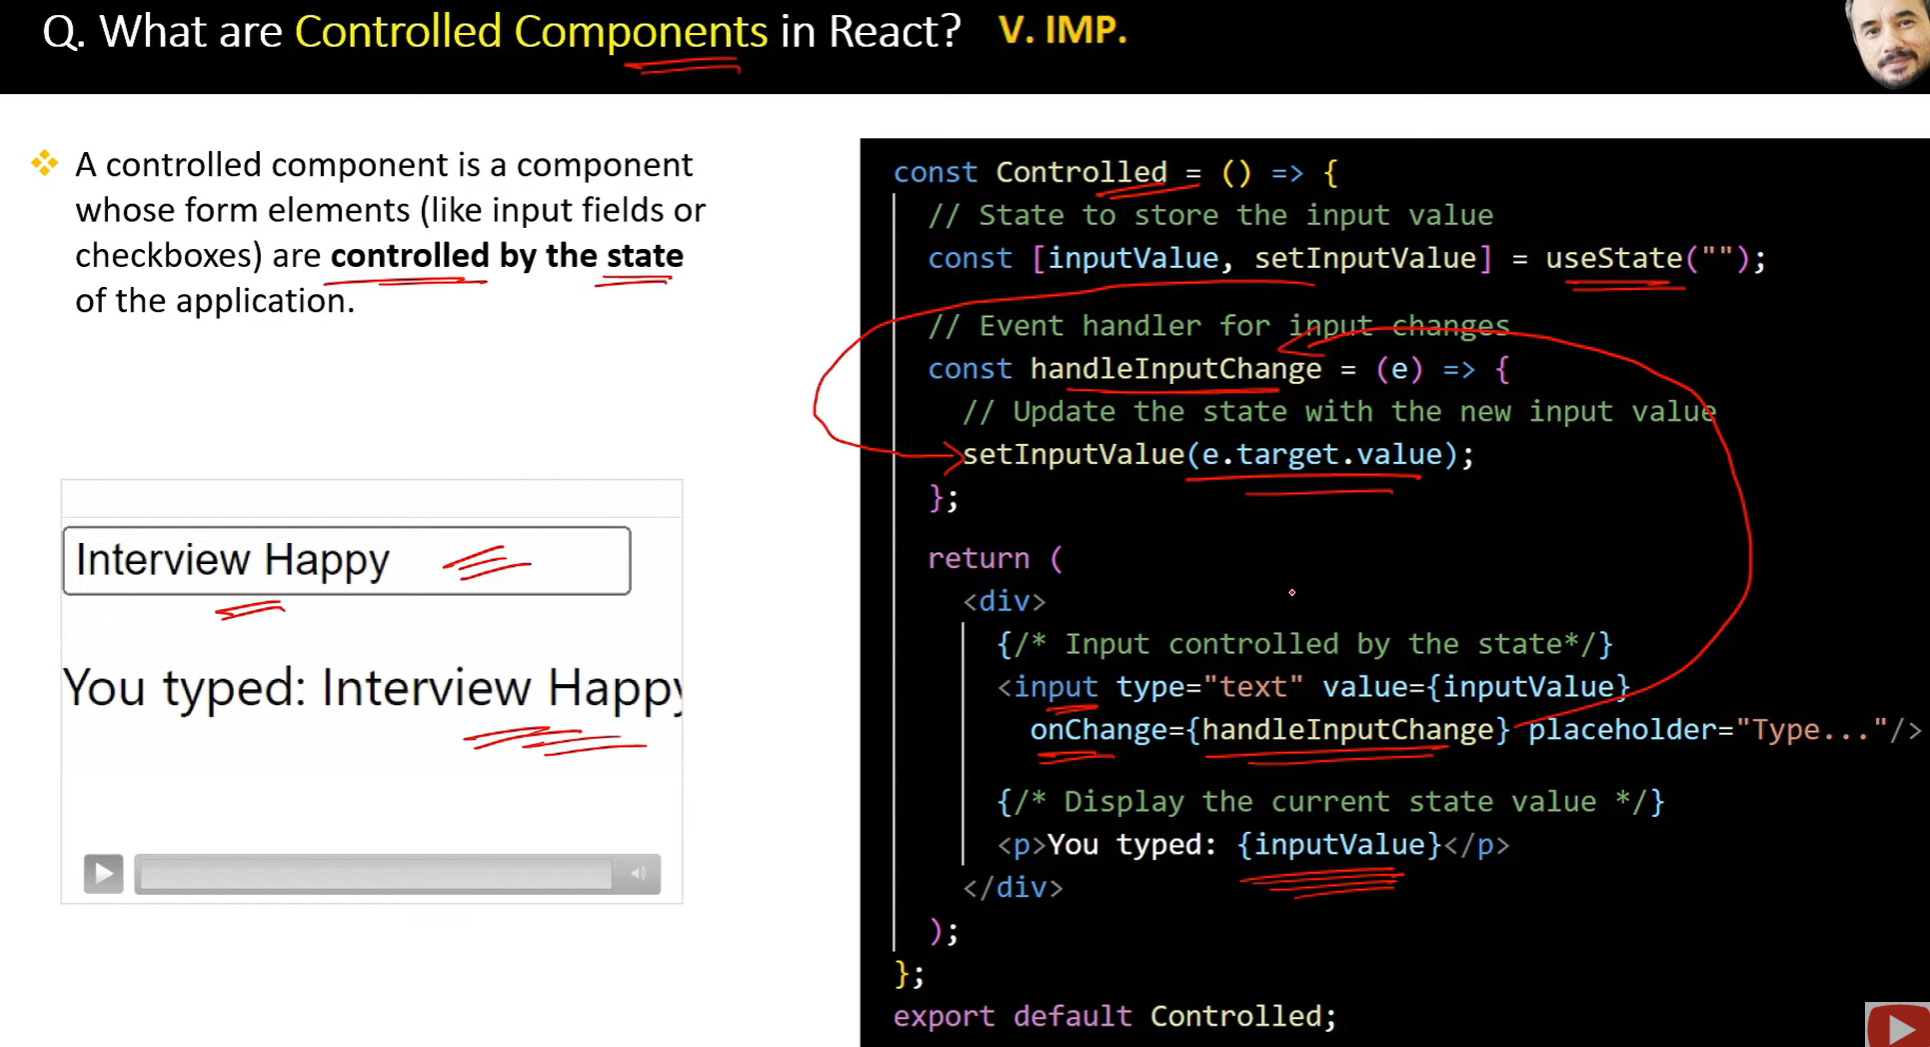 Q. What are Controlled Components in React? V. IMP.
A controlled component is a component
whose form elements (like input fields or
checkboxes) are controlled by the state
of the application.
Interview Happy
You typed: Interview Happy
const Controlled = () => {
// State to store the input value
const [inputValue, setInputValue] = useState("");
// Event handler for input changes
const handleInputChange = (e) => {
// Update the state with the new input value
setInputValue(e.target.value);
};
return (
<div>
{/* Input controlled by the state*/}
<input type="text" value={inputValue}
onChange={handleInputChange} placeholder="Type..."/>
{/* Display the current state value */}
<p>You typed: {inputValue}</p>
</div>
);
};
export default Controlled;